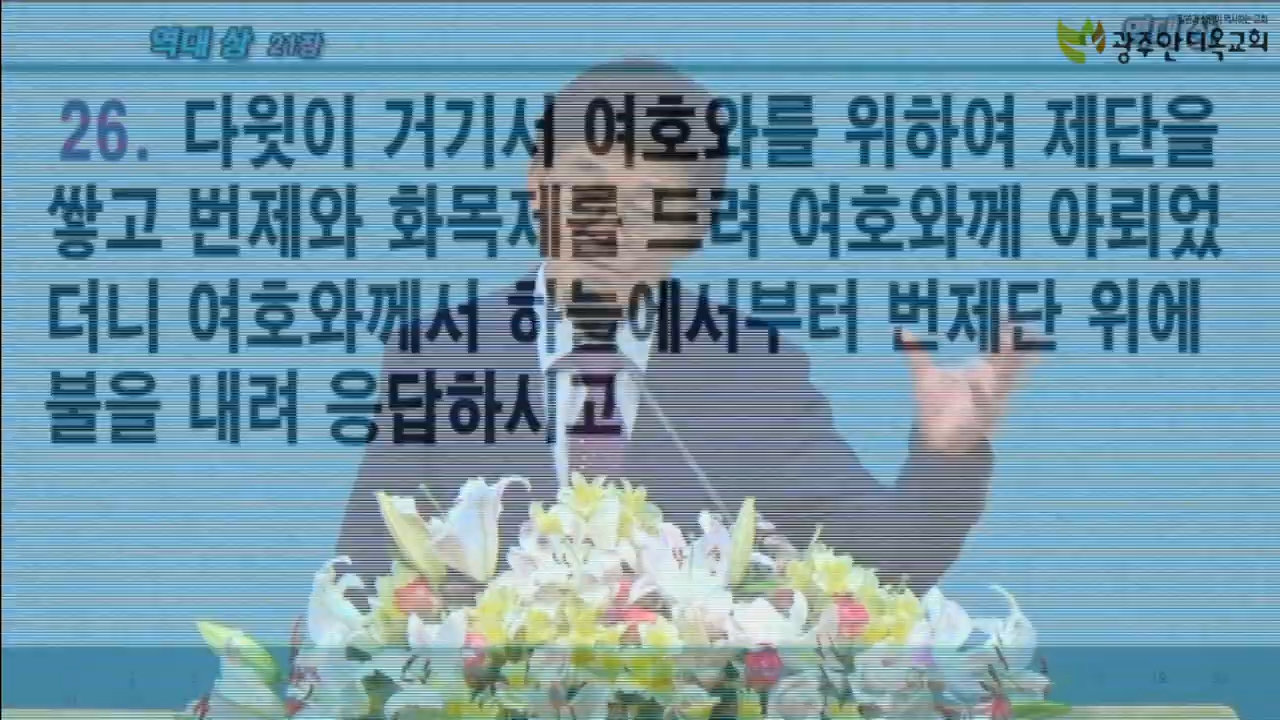 역대 상 21장
광주안디옥교회
26. 다윗이 거기서 여호와를 위하여 제단을
쌓고 번제와 화목제를 드려 여호와께 아뢰었
더니 여호와께서 하늘에서부터 번제단 위에
불을 내려 응답하시고